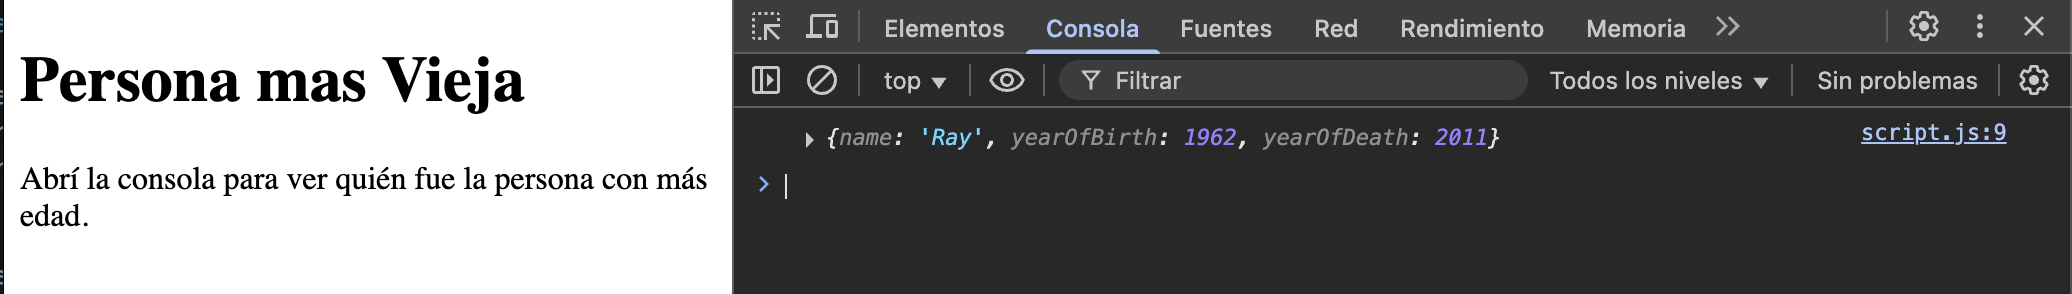 Persona mas Vieja
Abrí la consola para ver quién fue la persona con más
edad.
Elementos Consola Fuentes Red Rendimiento Memoria
top Filtrar Todos los niveles Sin problemas
{name: 'Ray', yearOfBirth: 1962, yearOfDeath: 2011} script.js:9